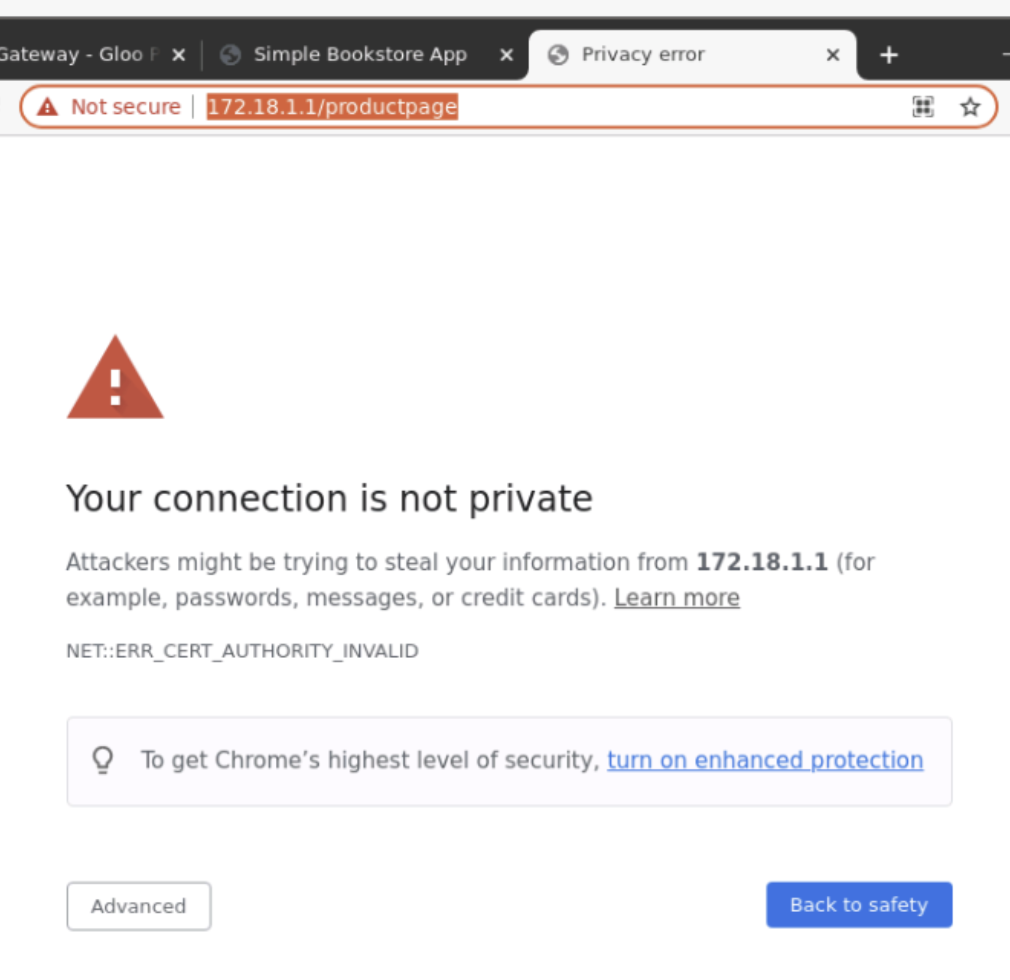 Gateway - Gloo Simple Bookstore App Privacy error
Not secure 172.18.1.1/productpage
Your connection is not private
Attackers might be trying to steal your information from 172.18.1.1 (for
example, passwords, messages, or credit cards). Learn more
NET::ERR_CERT_AUTHORITY_INVALID
To get Chrome’s highest level of security, turn on enhanced protection
Advanced Back to safety